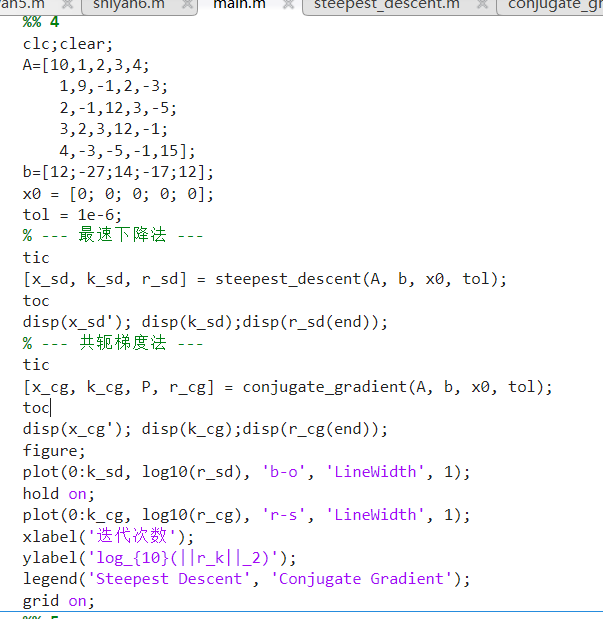 shiyan6.m main.m steepest_descent.m
%% 4
clc;clear;
A=[10,1,2,3,4;
1,9,-1,2,-3;
2,-1,12,3,-5;
3,2,3,12,-1;
4,-3,-5,-1,15];
b=[12;-27;14;-17;12];
x0 = [0; 0; 0; 0; 0];
tol = 1e-6;
% --- 最速下降法 ---
tic
[x_sd, k_sd, r_sd] = steepest_descent(A, b, x0, tol);
toc
disp(x_sd'); disp(k_sd);disp(r_sd(end));
% --- 共轭梯度法 ---
tic
[x_cg, k_cg, P, r_cg] = conjugate_gradient(A, b, x0, tol);
toc
disp(x_cg'); disp(k_cg);disp(r_cg(end));
figure;
plot(0:k_sd, log10(r_sd), 'b-o', 'LineWidth', 1);
hold on;
plot(0:k_cg, log10(r_cg), 'r-s', 'LineWidth', 1);
xlabel('迭代次数');
ylabel('log_{10}(||r_k||_2)');
legend('Steepest Descent', 'Conjugate Gradient');
grid on;